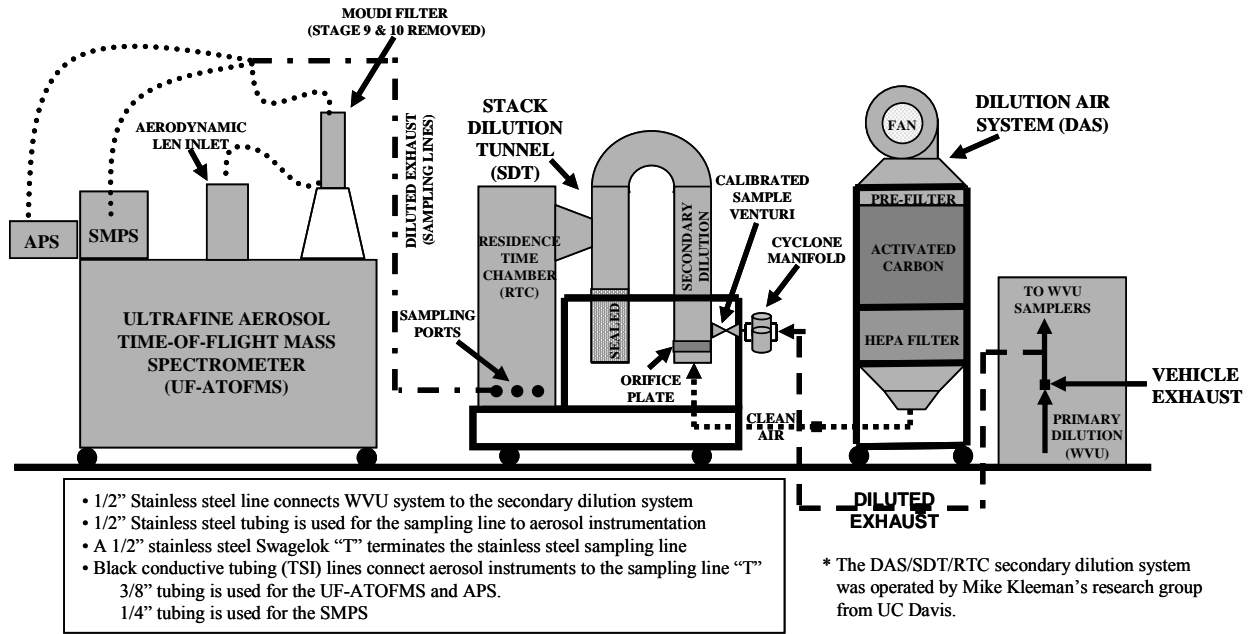 MOUDI FILTER
(STAGE 9 & 10 REMOVED)
AERODYNAMIC
LEN INLET
APS
SMPS
ULTRAFINE AEROSOL
TIME-OF-FLIGHT MASS
SPECTROMETER
(UF-ATOFMS)
DILUTED EXHAUST
(SAMPLING LINES)
STACK
DILUTION
TUNNEL
(SDT)
RESIDENCE
TIME
CHAMBER
(RTC)
SAMPLING
PORTS
SEALED
SECONDARY
DILUTION
ORIFICE
PLATE
CALIBRATED
SAMPLE
VENTURI
CYCLONE
MANIFOLD
CLEAN
AIR
FAN
DILUTION AIR
SYSTEM (DAS)
PRE-FILTER
ACTIVATED
CARBON
HEPA FILTER
TO WVU
SAMPLERS
VEHICLE
EXHAUST
PRIMARY
DILUTION
(WVU)
DILUTED
EXHAUST
• 1/2” Stainless steel line connects WVU system to the secondary dilution system
• 1/2” Stainless steel tubing is used for the sampling line to aerosol instrumentation
• A 1/2” stainless steel Swagelok “T” terminates the stainless steel sampling line
• Black conductive tubing (TSI) lines connect aerosol instruments to the sampling line “T”
3/8” tubing is used for the UF-ATOFMS and APS.
1/4” tubing is used for the SMPS
* The DAS/SDT/RTC secondary dilution system
was operated by Mike Kleeman’s research group
from UC Davis.